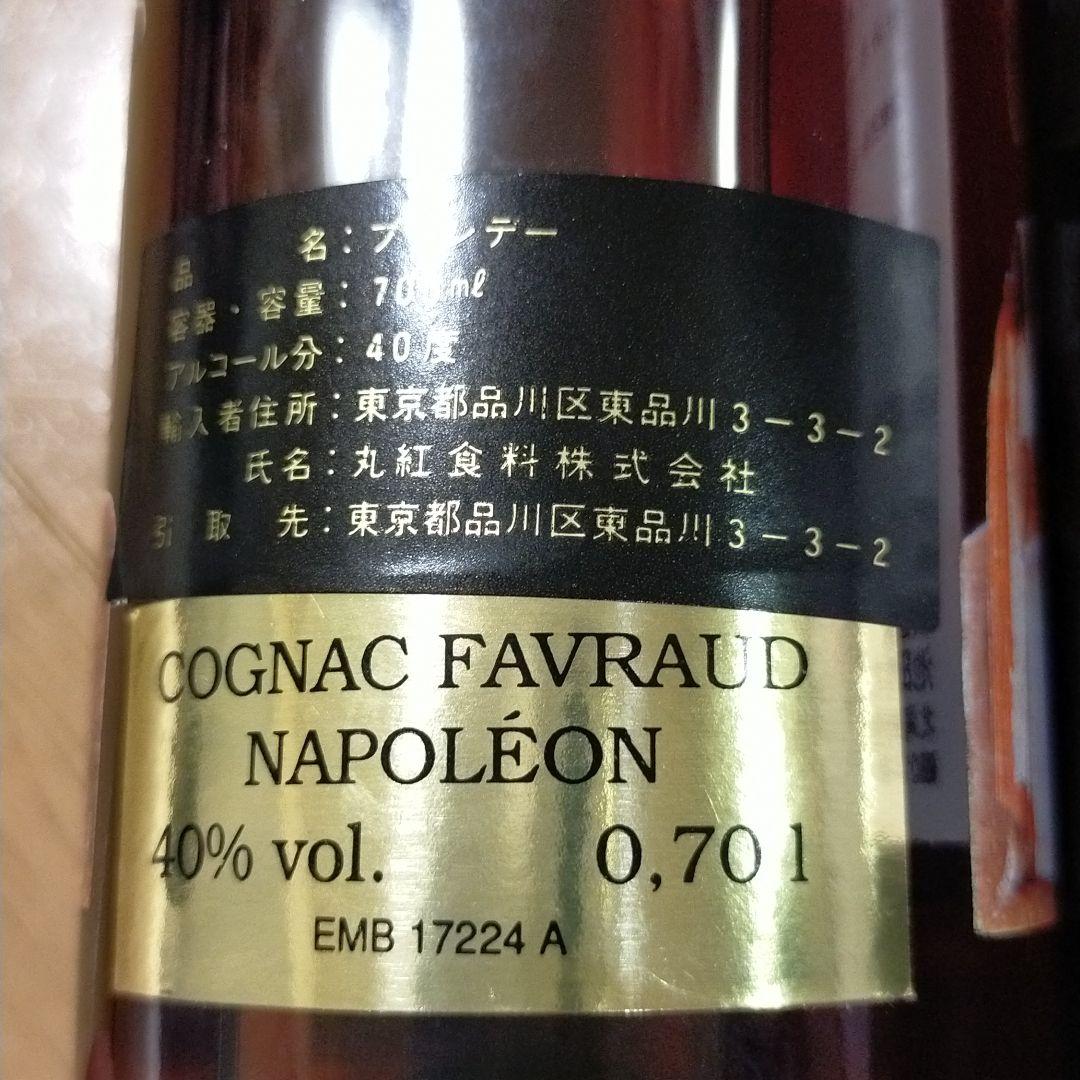 品名：ブランデー
容器・容量：700ml
アルコール分：40度
輸入者住所：東京都品川区東品川3-3-2
氏名：丸紅食料株式会社
引取先：東京都品川区東品川3-3-2
COGNAC FAVRAUD
NAPOLÉON
40% vol. 0,70 l
EMB 17224 A